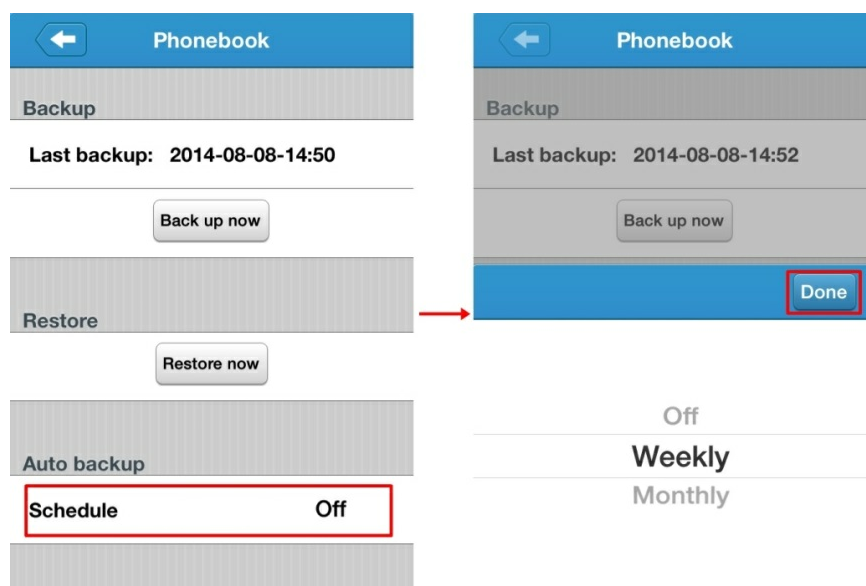 Phonebook
Backup
Last backup: 2014-08-08-14:50
Back up now
Restore
Restore now
Auto backup
Schedule Off
Phonebook
Backup
Last backup: 2014-08-08-14:52
Back up now
Done
Off
Weekly
Monthly